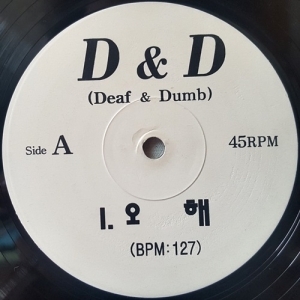 D & D
(Deaf & Dumb)
Side A 45RPM
1. 오 해
(BPM:127)